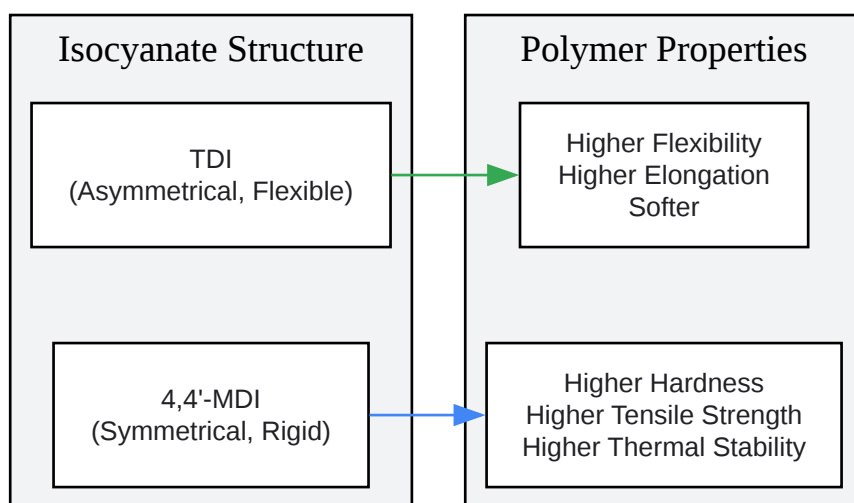 Isocyanate Structure
TDI
(Asymmetrical, Flexible)
4,4'-MDI
(Symmetrical, Rigid)
Polymer Properties
Higher Flexibility
Higher Elongation
Softer
Higher Hardness
Higher Tensile Strength
Higher Thermal Stability